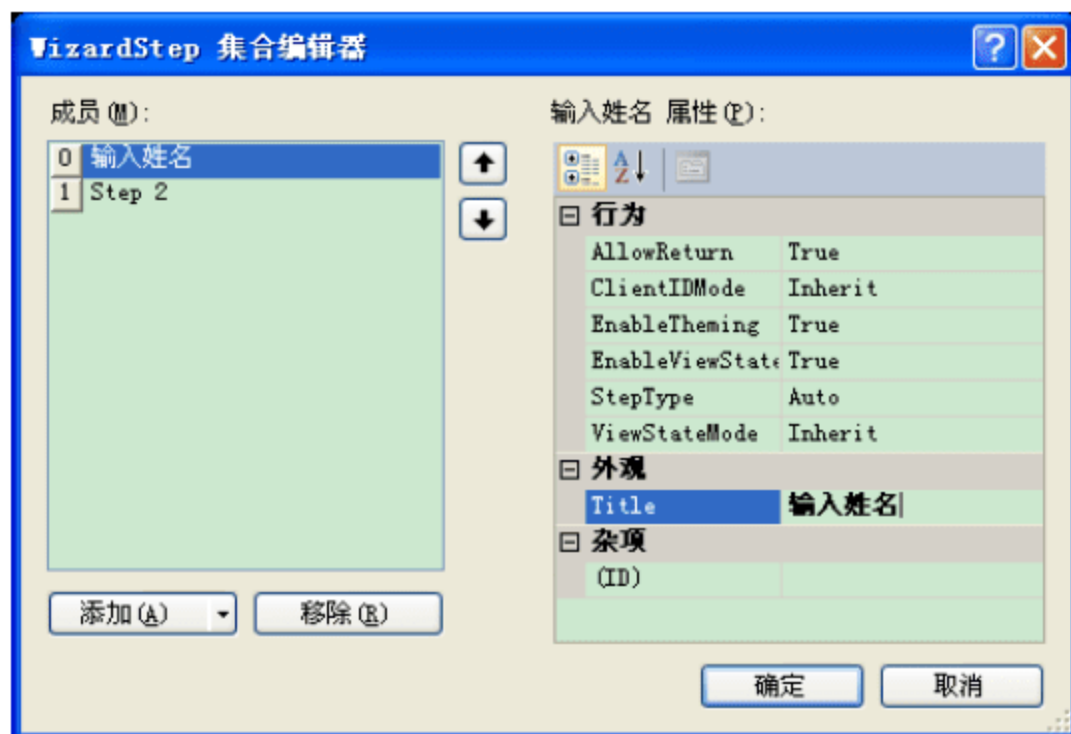 WizardStep 集合编辑器
成员(M):
0 输入姓名
1 Step 2
添加(A)
移除(R)
输入姓名 属性(P):
行为
AllowReturn True
ClientIDMode Inherit
EnableTheming True
EnableViewState True
StepType Auto
ViewStateMode Inherit
外观
Title 输入姓名
杂项
(ID)
确定
取消